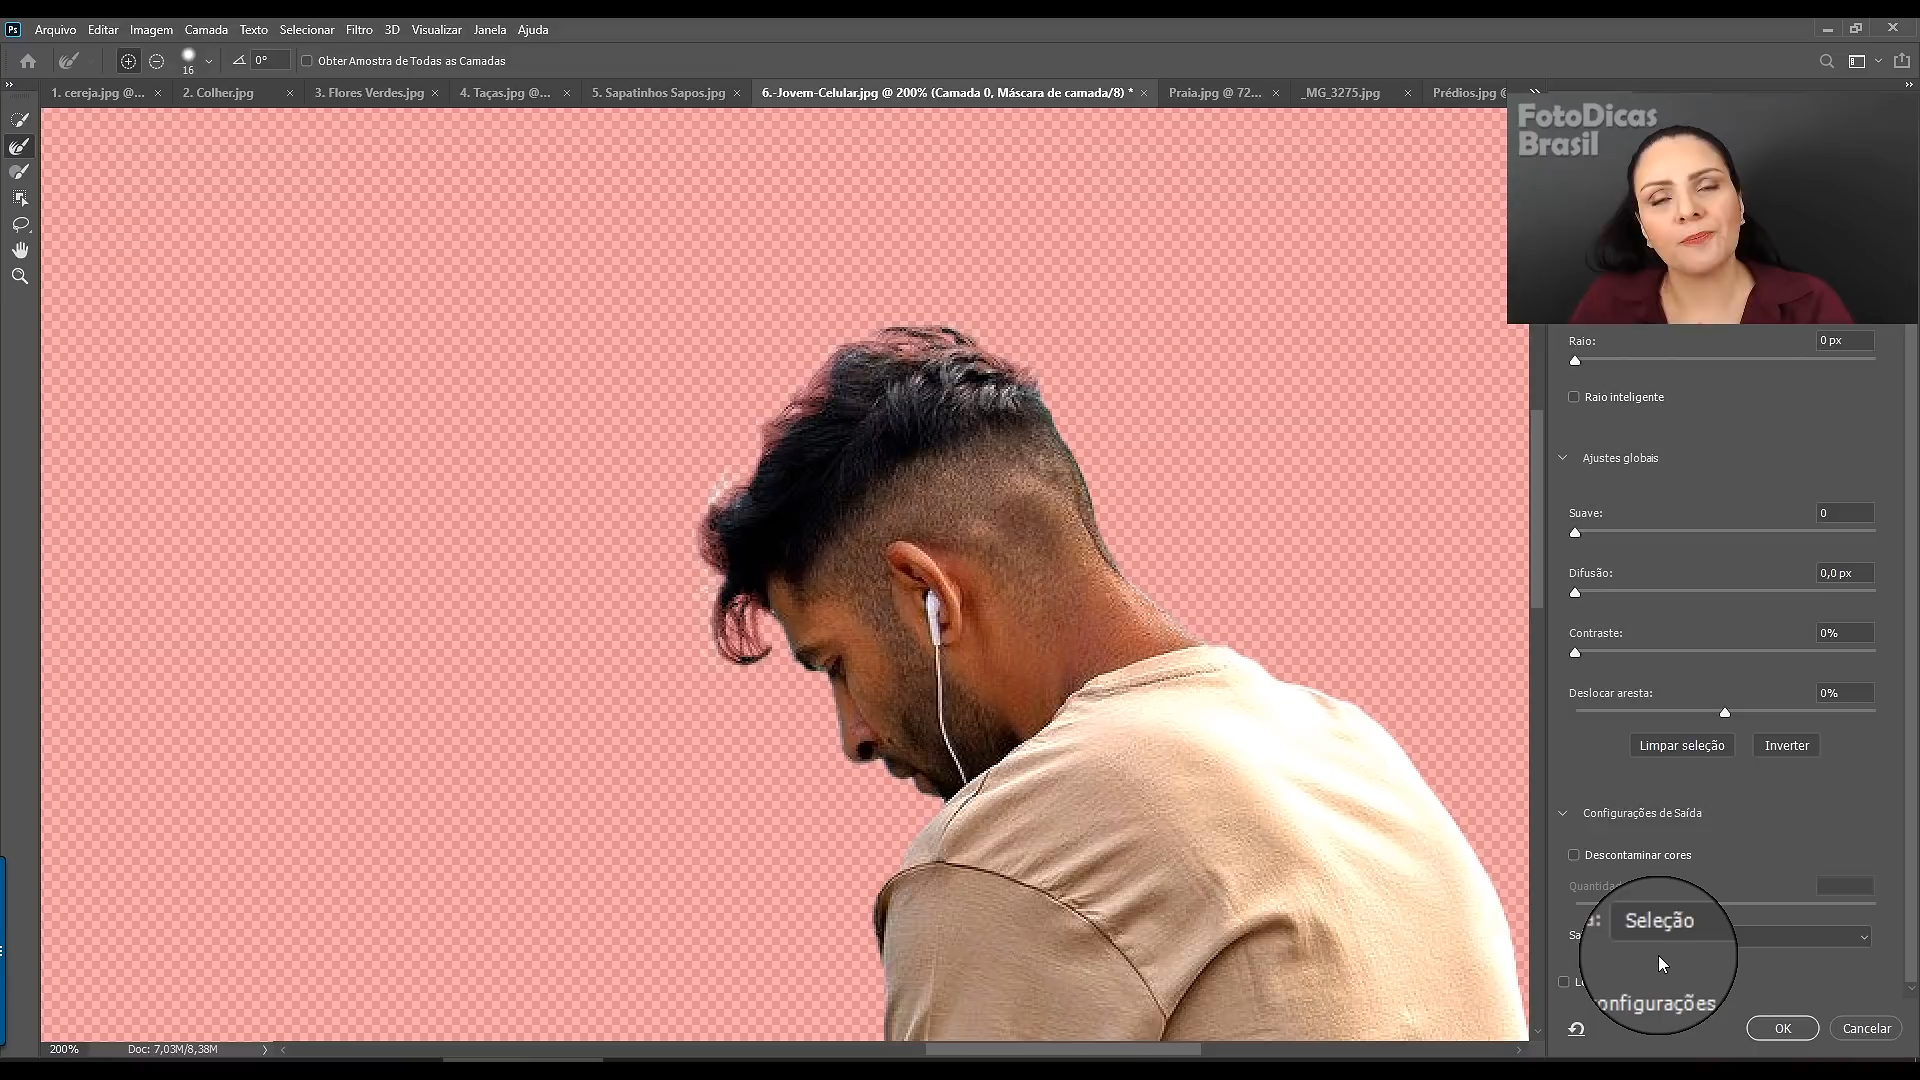 Ps Arquivo Editar Imagem Camada Texto Selecionar Filtro 3D Visualizar Janela Ajuda
16 0° Obter Amostra de Todas as Camadas
1. cereja.jpg @... 2. Colher.jpg 3. Flores Verdes.jpg 4. Taças.jpg @... 5. Sapatinhos Sapos.jpg 6.-Jovem-Celular.jpg @ 200% (Camada 0, Máscara de camada/8) * Praia.jpg @ 72... _MG_3275.jpg Prédios.jpg @
FotoDicas
Brasil
Raio: 0 px
Raio inteligente
Ajustes globais
Suave: 0
Difusão: 0,0 px
Contraste: 0%
Deslocar aresta: 0%
Limpar seleção Inverter
Configurações de Saída
Descontaminar cores
Quantidad
Sa a: Seleção
L onfigurações
OK Cancelar
200% Doc: 7,03M/8,38M